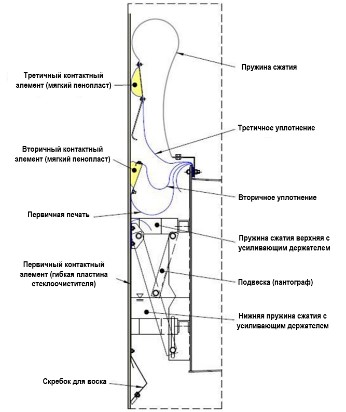 Третичный контактный
элемент (мягкий пенопласт)
Вторичный контактный
элемент (мягкий пенопласт)
Первичная печать
Первичный контактный
элемент (гибкая пластина
стеклоочистителя)
Скребок для воска
Пружина сжатия
Третичное уплотнение
Вторичное уплотнение
Пружина сжатия верхняя с
усиливающим держателем
Подвеска (пантограф)
Нижняя пружина сжатия с
усиливающим держателем